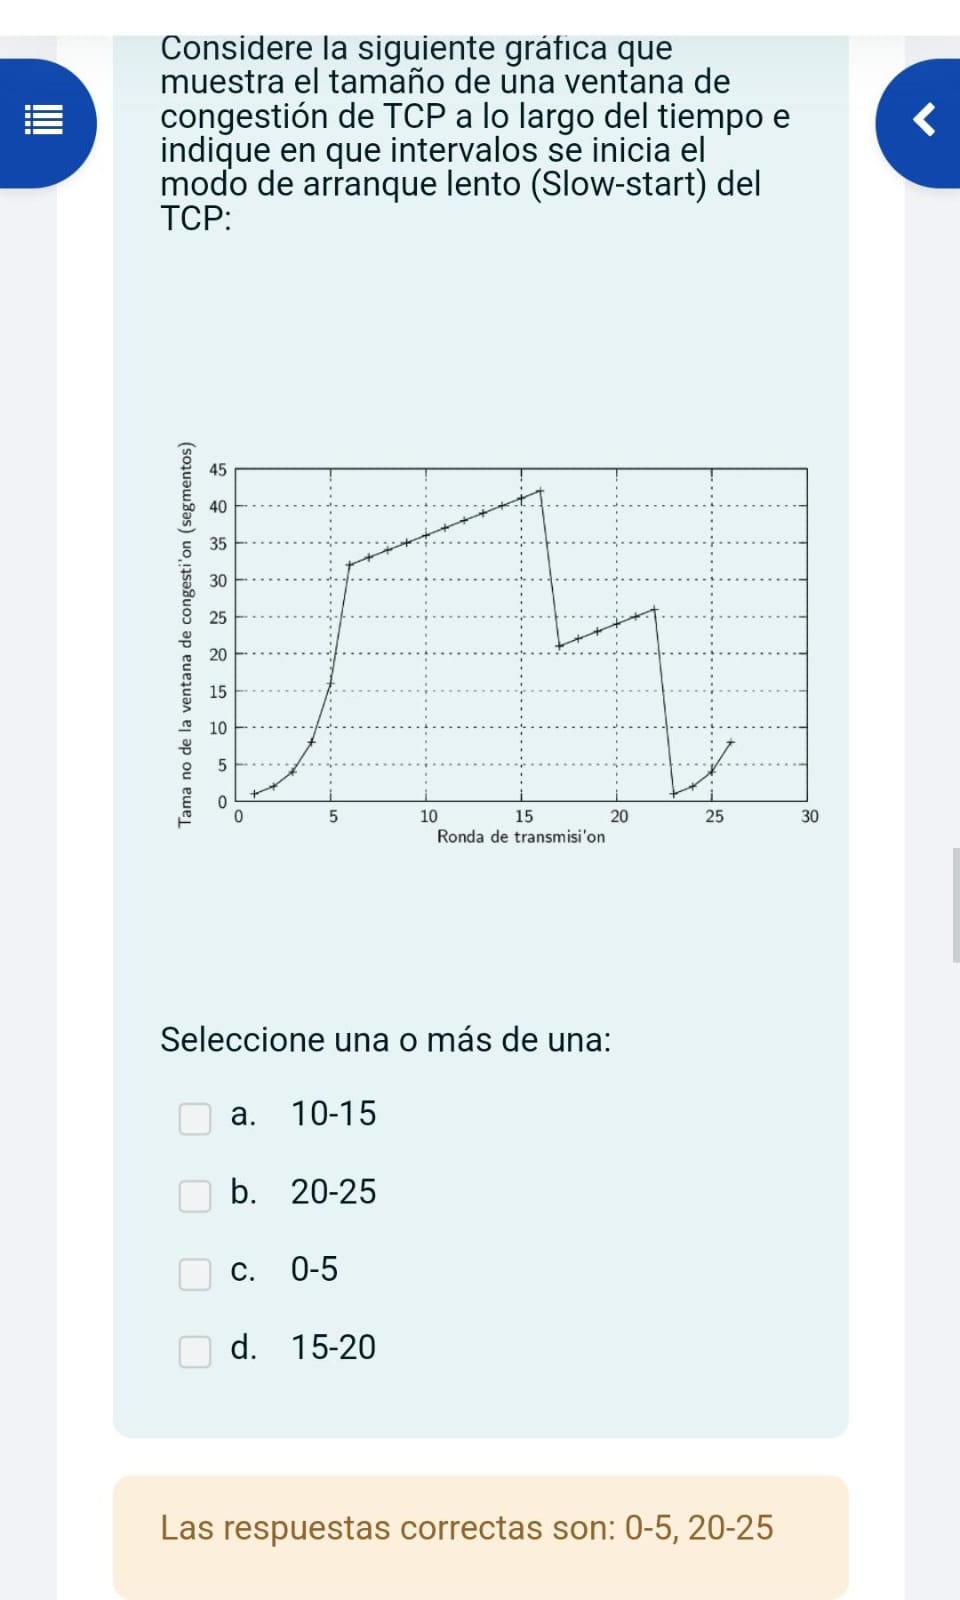 Considere la siguiente gráfica que
muestra el tamaño de una ventana de
congestión de TCP a lo largo del tiempo e
indique en que intervalos se inicia el
modo de arranque lento (Slow-start) del
TCP:
Tama no de la ventana de congesti'on (segmentos)
45
40
35
30
25
20
15
10
5
0
0 5 10 15 20 25 30
Ronda de transmisi'on
Seleccione una o más de una:
a. 10-15
b. 20-25
c. 0-5
d. 15-20
Las respuestas correctas son: 0-5, 20-25